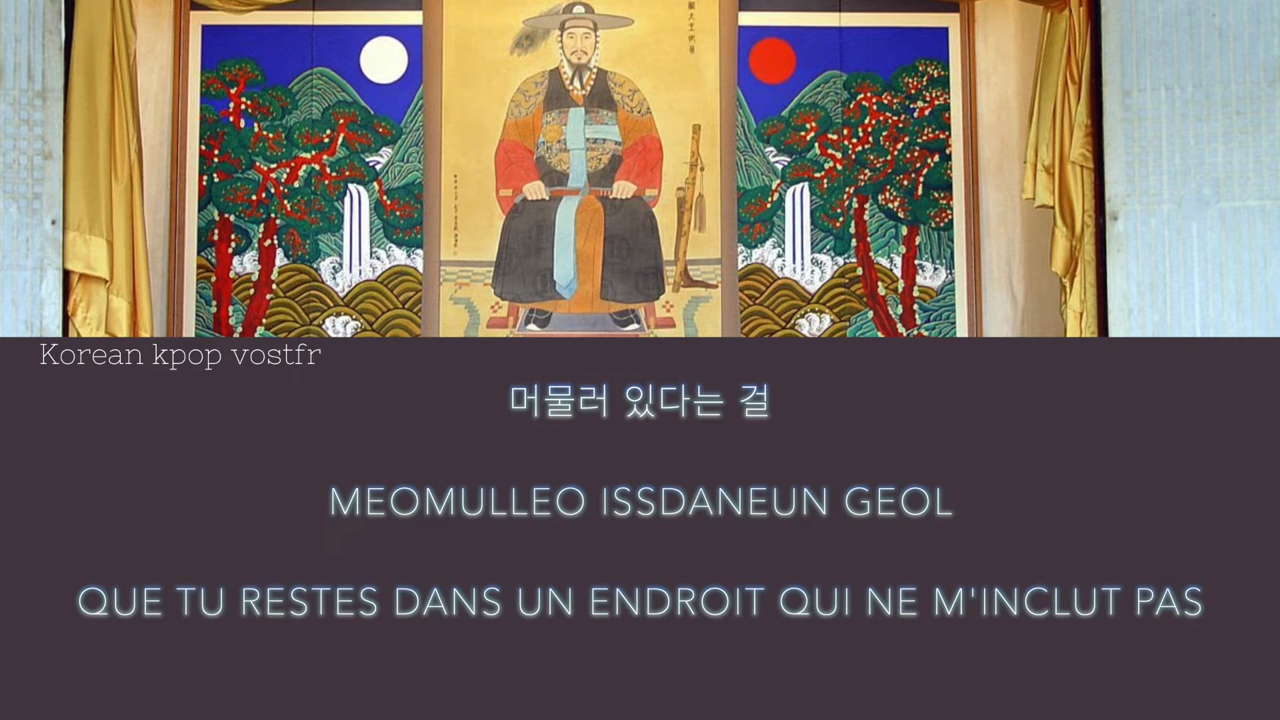 Korean kpop vostfr
머물러 있다는 걸
MEOMULLEO ISSDANEUN GEOL
QUE TU RESTES DANS UN ENDROIT QUI NE M'INCLUT PAS